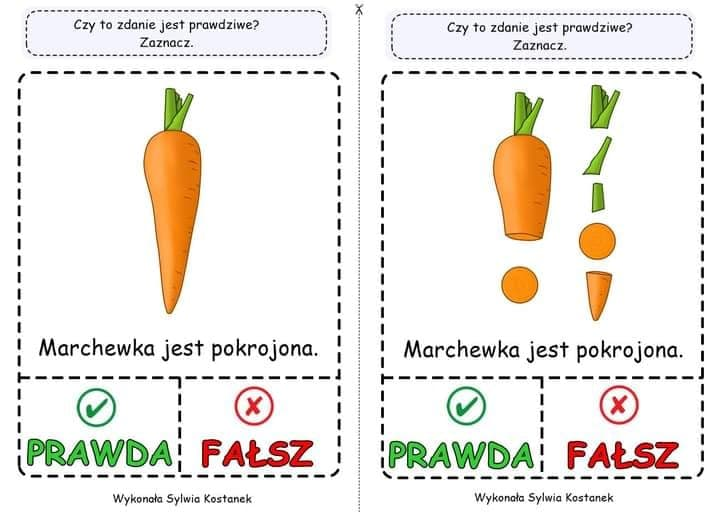 Czy to zdanie jest prawdziwe?
Zaznacz.
Marchewka jest pokrojona.
PRAWDA
FAŁSZ
Wykonała Sylwia Kostanek
Czy to zdanie jest prawdziwe?
Zaznacz.
Marchewka jest pokrojona.
PRAWDA
FAŁSZ
Wykonała Sylwia Kostanek